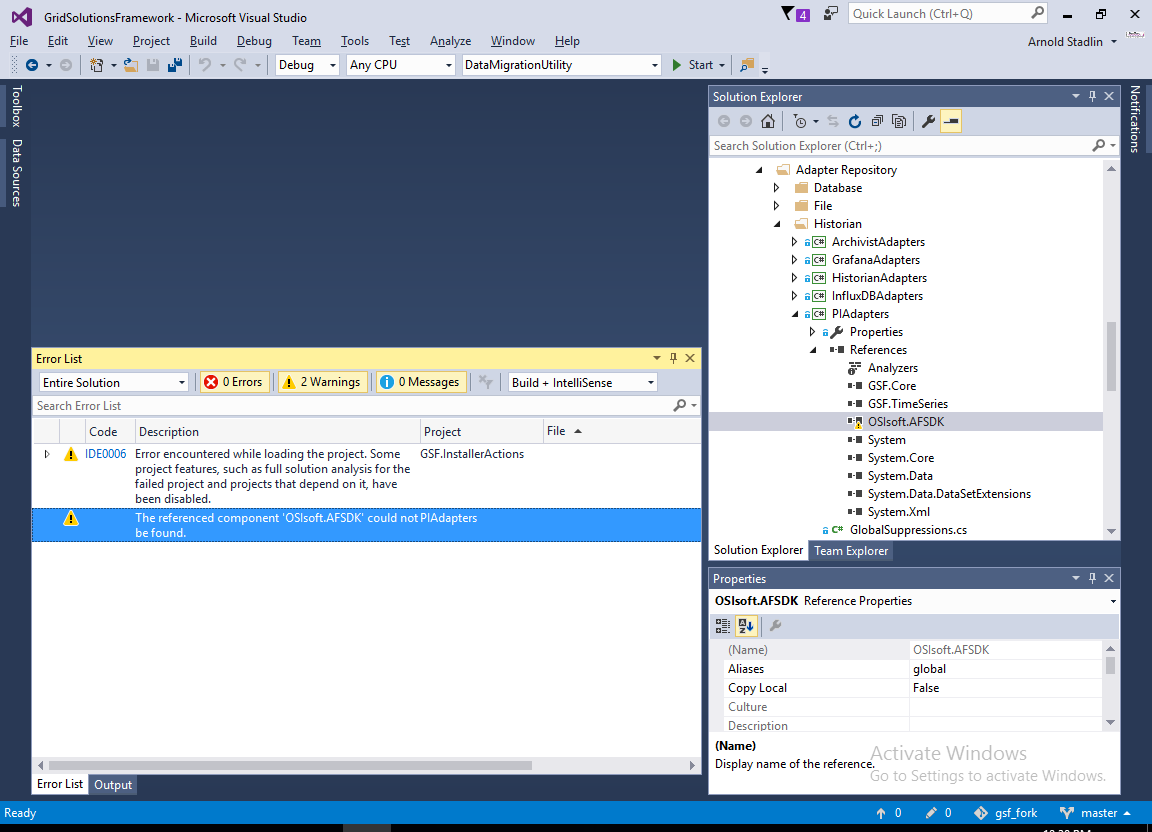 GridSolutionsFramework - Microsoft Visual Studio
4
Quick Launch (Ctrl+Q)
File Edit View Project Build Debug Team Tools Test Analyze Window Help
Arnold Stadlin
Debug Any CPU DataMigrationUtility Start
Toolbox
Data Sources
Error List
Entire Solution 0 Errors 2 Warnings 0 Messages Build + IntelliSense
Search Error List
Code Description Project File
IDE0006 Error encountered while loading the project. Some GSF.InstallerActions
project features, such as full solution analysis for the
failed project and projects that depend on it, have
been disabled.
The referenced component 'OSIsoft.AFSDK' could not PIAdapters
be found.
Error List Output
Solution Explorer
Search Solution Explorer (Ctrl+;)
Adapter Repository
Database
File
Historian
C# ArchivistAdapters
C# GrafanaAdapters
C# HistorianAdapters
C# InfluxDBAdapters
C# PIAdapters
Properties
References
Analyzers
GSF.Core
GSF.TimeSeries
OSIsoft.AFSDK
System
System.Core
System.Data
System.Data.DataSetExtensions
System.Xml
C# GlobalSuppressions.cs
Solution Explorer Team Explorer
Properties
OSIsoft.AFSDK Reference Properties
(Name) OSIsoft.AFSDK
Aliases global
Copy Local False
Culture
Description
(Name)
Display name of the reference.
Activate Windows
Go to Settings to activate Windows.
Notifications
Ready 0 0 gsf_fork master